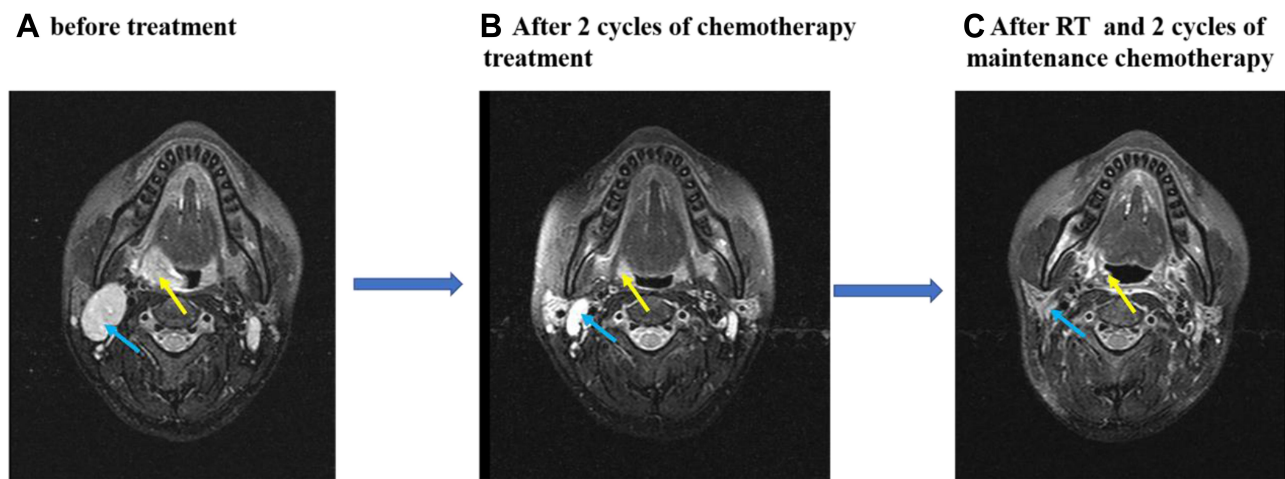 A before treatment
B After 2 cycles of chemotherapy
treatment
C After RT and 2 cycles of
maintenance chemotherapy